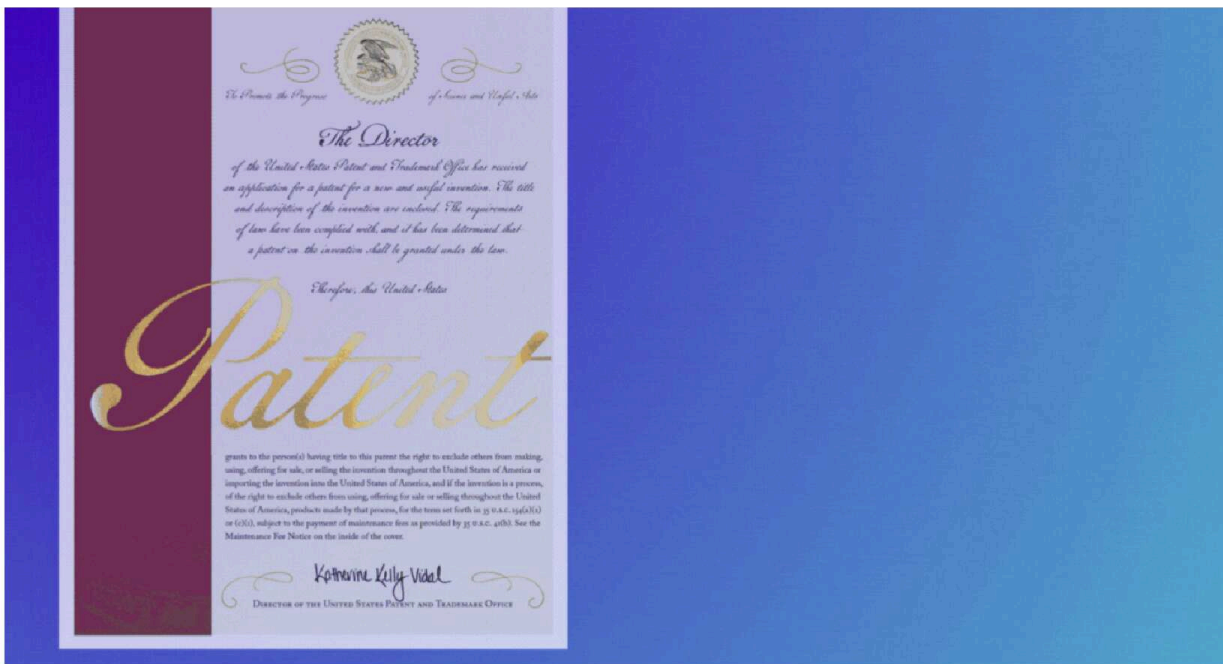 To Promote the Progress of Science and Useful Arts
The Director
of the United States Patent and Trademark Office has received
an application for a patent for a new and useful invention. The title
and description of the invention are enclosed. The requirements
of law have been complied with, and it has been determined that
a patent on the invention shall be granted under the law.
Therefore, this United States
Patent
grants to the person(s) having title to this patent the right to exclude others from making,
using, offering for sale, or selling the invention throughout the United States of America or
importing the invention into the United States of America, and if the invention is a process,
of the right to exclude others from using, offering for sale or selling throughout the United
States of America, products made by that process, for the term set forth in 35 U.S.C. 154(a)(2)
or (c)(1), subject to the payment of maintenance fees as provided by 35 U.S.C. 41(b). See the
Maintenance Fee Notice on the inside of the cover.
Katherine Kelly Vidal
Director of the United States Patent and Trademark Office